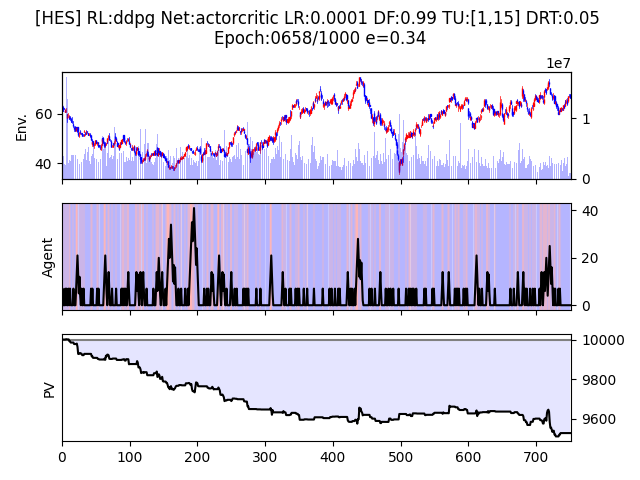 [HES] RL:ddpg Net:actorcritic LR:0.0001 DF:0.99 TU:[1,15] DRT:0.05
Epoch:0658/1000 e=0.34
1e7
Env.
60
40
1
0
Agent
40
20
0
PV
10000
9800
9600
0 100 200 300 400 500 600 700